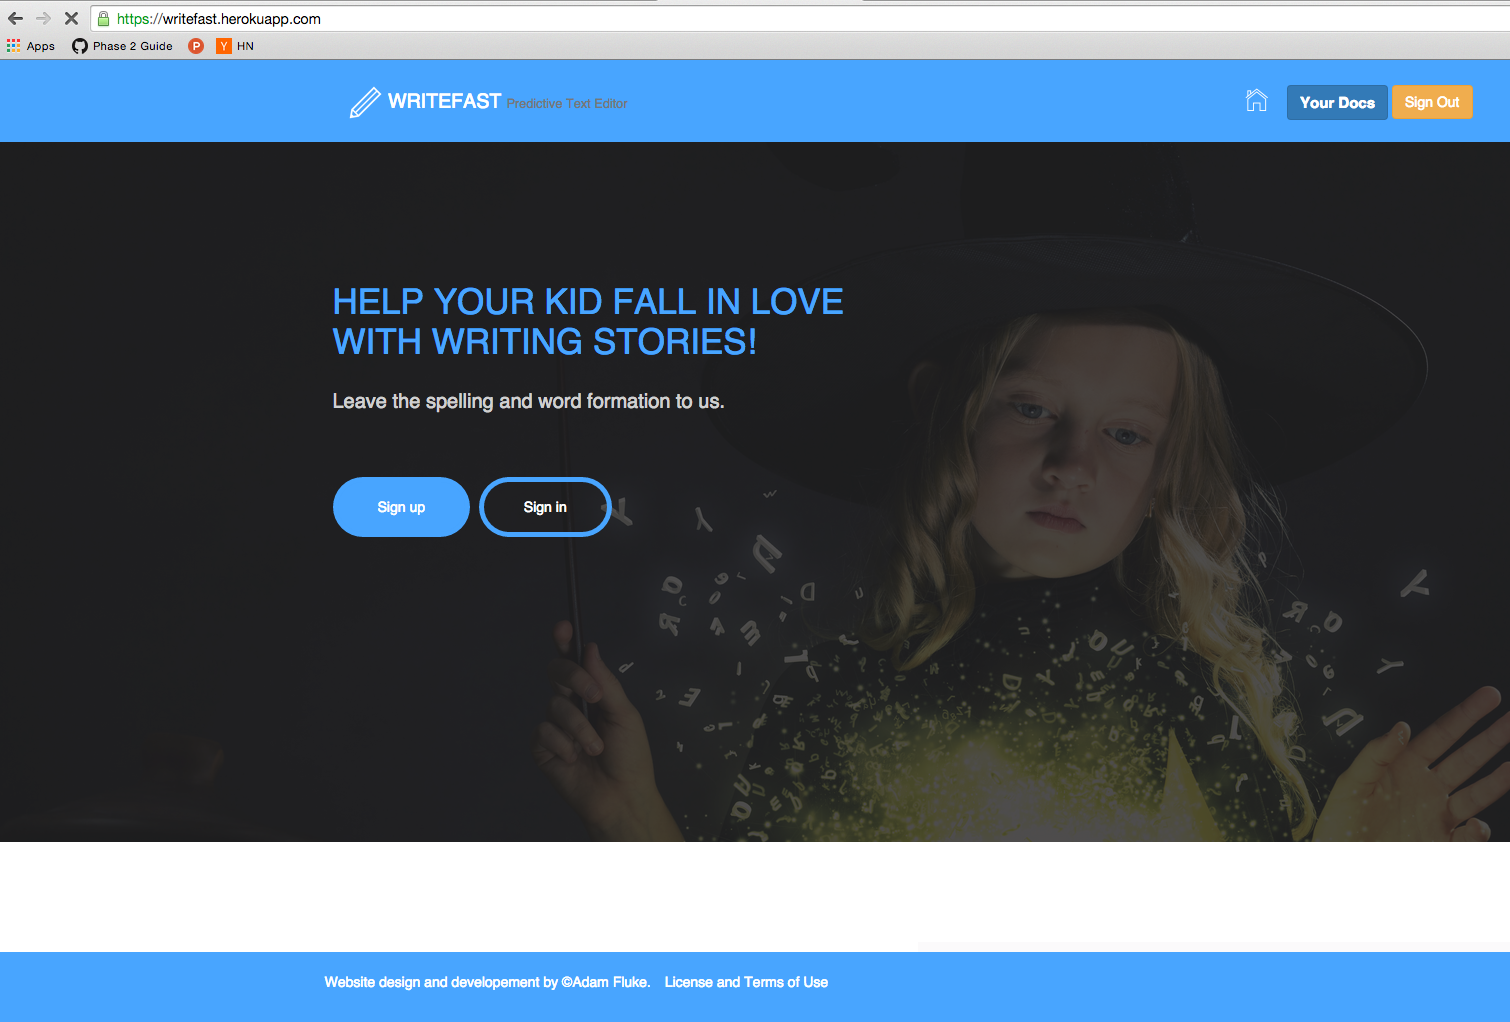 https://writefast.herokuapp.com
Apps Phase 2 Guide P Y HN
WRITEFAST Predictive Text Editor Your Docs Sign Out
HELP YOUR KID FALL IN LOVE
WITH WRITING STORIES!
Leave the spelling and word formation to us.
Sign up Sign in
Website design and developement by ©Adam Fluke. License and Terms of Use